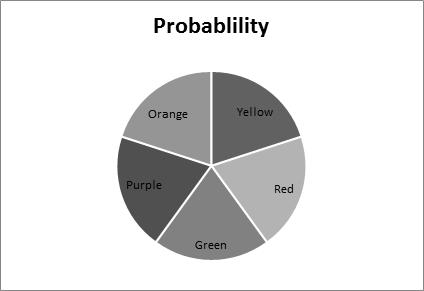 Probablility
Orange
Yellow
Purple
Red
Green